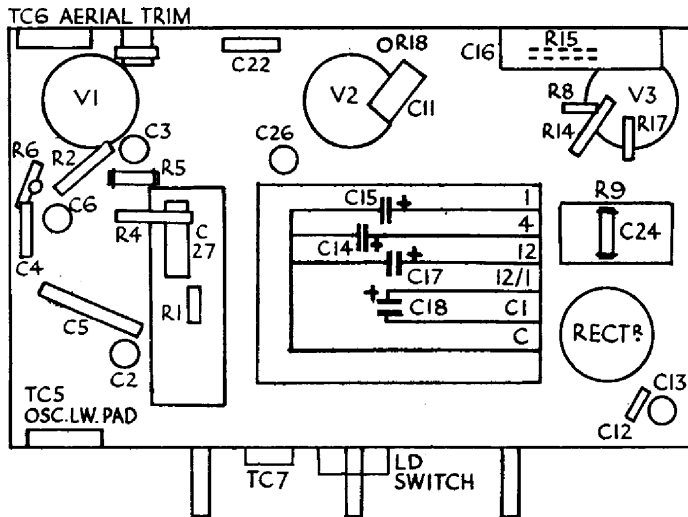 TC6 AERIAL TRIM
C22
R18
C16
R15
V1
V2
C11
R8
V3
R14
R17
C3
C26
R2
R6
R5
C6
R4
C
27
C4
C15 + 1
4
C14 +
+ 12
C17
12/1
+
C18
C1
C
R9
C24
C5
R1
C2
RECTR.
TC5
OSC.LW.PAD
C13
C12
TC7
LD
SWITCH